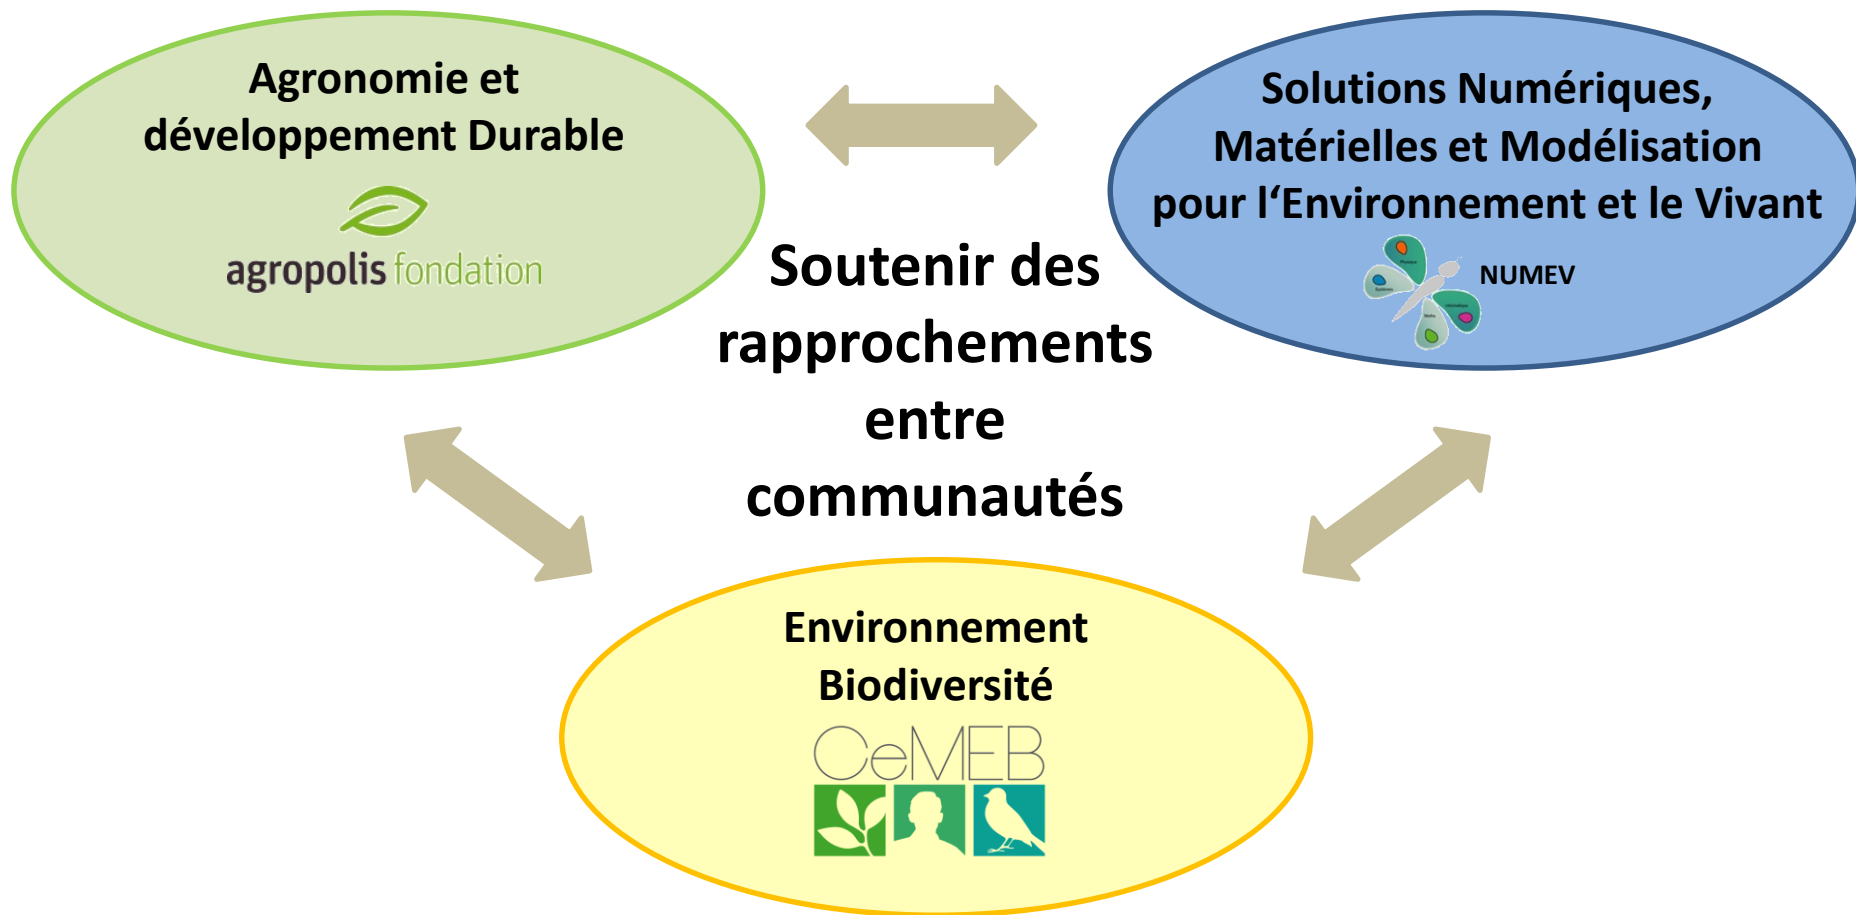 Agronomie et
développement Durable
agropolis fondation
Solutions Numériques,
Matérielles et Modélisation
pour l‘Environnement et le Vivant
NUMEV
Soutenir des
rapprochements
entre
communautés
Environnement
Biodiversité
CeMEB